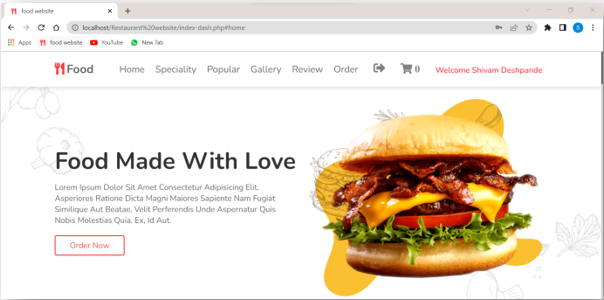 food website
localhost/Restaurant%20website/index-dash.php#home
S
Apps food website YouTube New Tab
Food Home Speciality Popular Gallery Review Order 0 Welcome Shivam Deshpande
Food Made With Love
Lorem Ipsum Dolor Sit Amet Consectetur Adipisicing Elit.
Asperiores Ratione Dicta Magni Maiores Sapiente Nam Fugiat
Similique Aut Beatae, Velit Perferendis Unde Aspernatur Quis
Nobis Molestias Quia. Ex, Id Aut.
Order Now